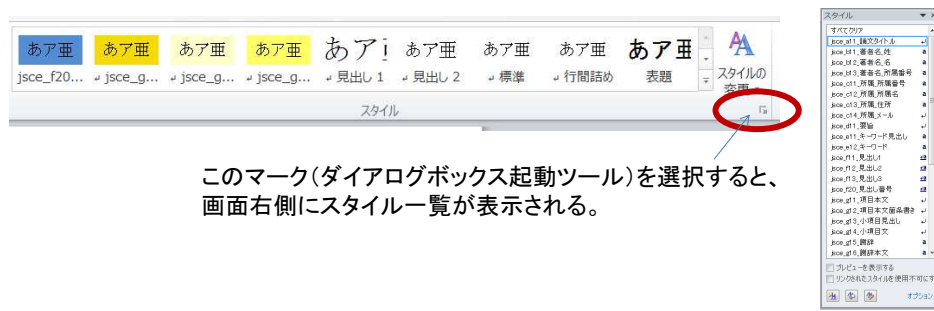 あア亜 あア亜 あア亜 あア亜 あアi あア亜 あア亜 あア亜 あア亜
jsce_f20... jsce_g... jsce_g... jsce_g... 見出し 1 見出し 2 標準 行間詰め 表題
スタイルの
変更
スタイル
このマーク(ダイアログボックス起動ツール)を選択すると、
画面右側にスタイル一覧が表示される。
スタイル
すべてクリア
jsce_a11_論文タイトル
jsce_b11_著者名_姓
jsce_b12_著者名_名
jsce_b13_著者名_所属番号
jsce_c11_所属_所属番号
jsce_c12_所属_所属名
jsce_c13_所属_住所
jsce_c14_所属_メール
jsce_d11_要旨
jsce_e11_キーワード見出し
jsce_e12_キーワード
jsce_f11_見出し1
jsce_f12_見出し2
jsce_f13_見出し3
jsce_f20_見出し番号
jsce_g11_項目本文
jsce_g12_項目本文箇条書き
jsce_g13_小項目見出し
jsce_g14_小項目文
jsce_g15_謝辞
jsce_g16_謝辞本文
プレビューを表示する
リンクされたスタイルを使用不可にす
オプション